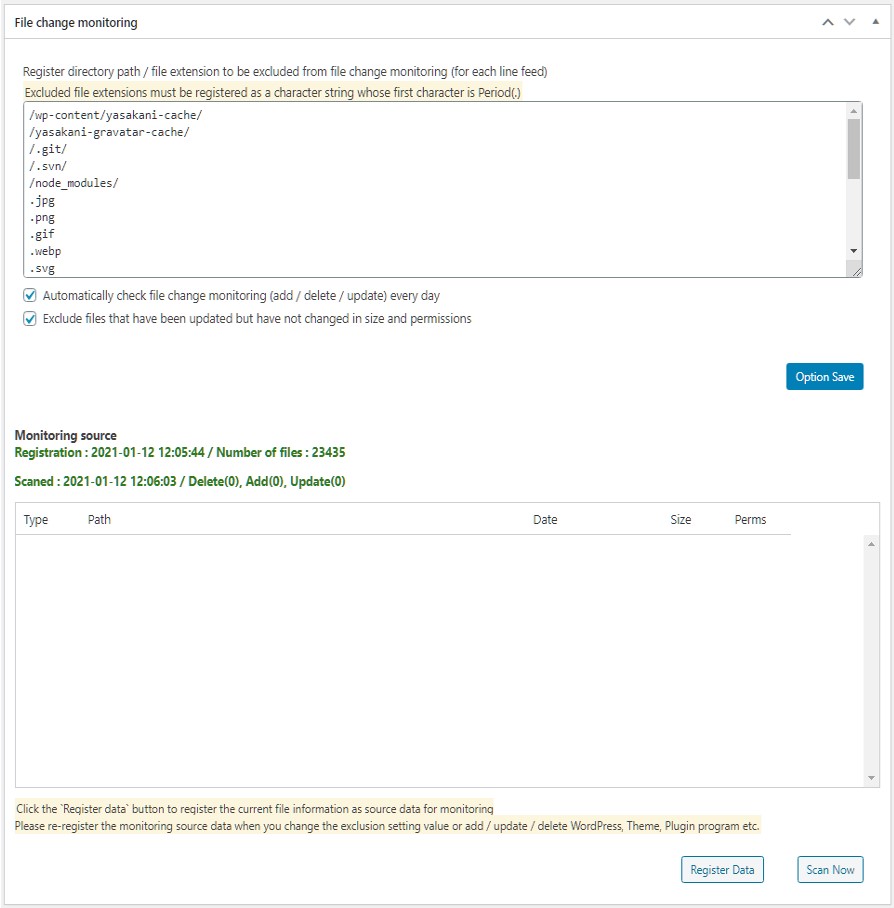 File change monitoring
Register directory path / file extension to be excluded from file change monitoring (for each line feed)
Excluded file extensions must be registered as a character string whose first character is Period(.)
/wp-content/yasakani-cache/
/yasakani-gravatar-cache/
/.git/
/.svn/
/node_modules/
.jpg
.png
.gif
.webp
.svg
Automatically check file change monitoring (add / delete / update) every day
Exclude files that have been updated but have not changed in size and permissions
Option Save
Monitoring source
Registration : 2021-01-12 12:05:44 / Number of files : 23435
Scaned : 2021-01-12 12:06:03 / Delete(0), Add(0), Update(0)
Type Path Date Size Perms
Click the `Register data` button to register the current file information as source data for monitoring
Please re-register the monitoring source data when you change the exclusion setting value or add / update / delete WordPress, Theme, Plugin program etc.
Register Data Scan Now